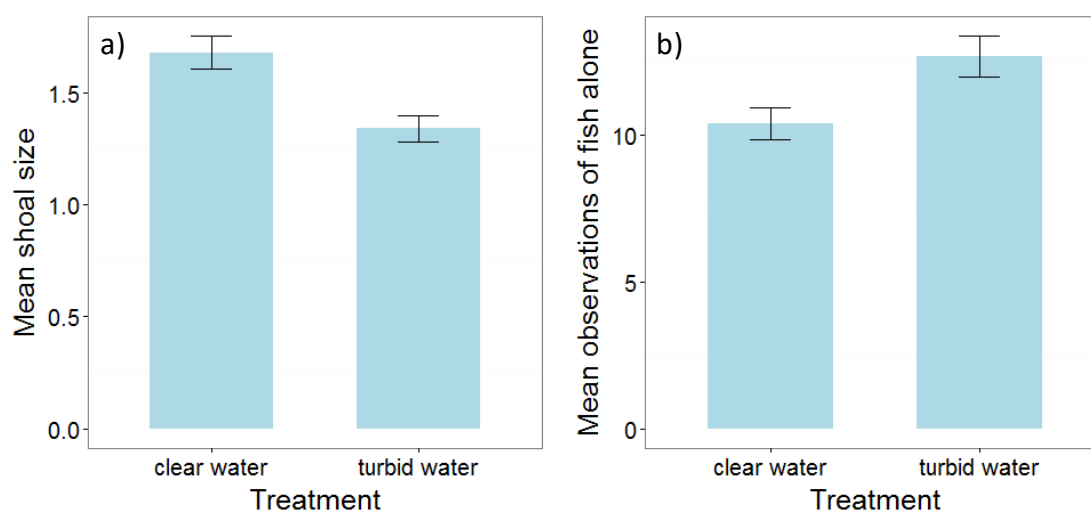 a)
Mean shoal size
1.5
1.0
0.5
0.0
clear water turbid water
Treatment
b)
Mean observations of fish alone
10
5
0
clear water turbid water
Treatment